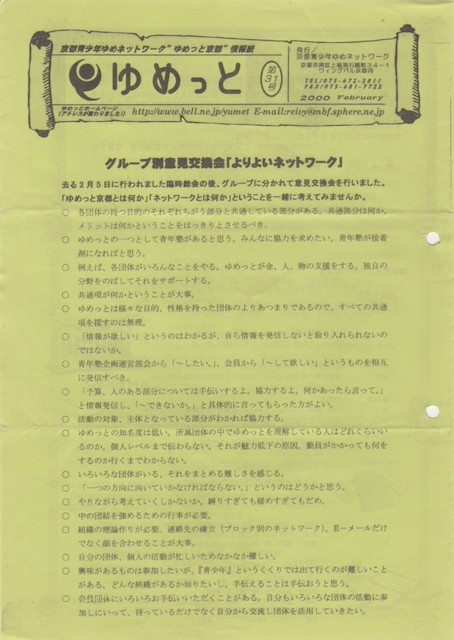 京都青少年ゆめネットワーク"ゆめっと京都"情報紙
ゆめっと
第31号
発行/
京都青少年ゆめネットワーク
TEL/075-672-2811
FAX/075-681-7722
2000 February
ゆめっとホームページ
(アドレスが変わりました!)
http://www.bell.ne.jp/yumet E-mail:reivy@mbf.sphere.ne.jp
グループ別意見交換会「よりよいネットワーク」
去る2月5日に行われました臨時総会の後、グループに分かれて意見交換会を行いました。
「ゆめっと京都とは何か」「ネットワークとは何か」ということを一緒に考えてみませんか。
○ 各団体の持つ目的のそれぞれちがう部分と共通している部分がある。共通部分は何か、
メリットは何かということをはっきりとさせるべき。
○ ゆめっとの一つとして青年塾があると思う。みんなに協力を求めたい。青年塾が接着
剤になればと思う。
○ 例えば、各団体がいろんなことをやる。ゆめっとが金、人、物の支援をする。独自の
分野をのばしてそれをサポートする。
○ 共通項が何かということが大事。
○ ゆめっとは様々な目的、性格を持った団体のよりあつまりであるので、すべての共通
項を探すのは無理。
○ 「情報が欲しい」というのはわかるが、自ら情報を発信しないと取り入れられないの
ではないか。
○ 青年塾企画運営部会から「～したい。」、会員から「～して欲しい」というものを相互
に発信すべき。
○ 「予算、人のある部分については手伝いするよ。協力するよ。何かあったら言って。」
と情報発信し、「～できないか。」と具体的に言ってもらった方がよい。
○ 活動の対象、主体となっている部分がわかれば協力する。
○ ゆめっとの知名度は低い。所属団体の中でゆめっとを理解している人はどれくらいい
るのか。個人レベルまで伝わらない。それが魅力低下の原因。動員がかかっても何を
するのか行くまでわからない。
○ いろいろな団体がいる、それをまとめる難しさを感じる。
○ 「一つの方向に向いていかなければならない。」というのはどうかと思う。
○ やりながら考えていくしかないか。縛りすぎても緩めすぎてもだめ。
○ 中の団結を強めるための行事が必要。
○ 組織の理論作りが必要。連絡先の確立（ブロック別のネットワーク）、E－メールだけ
でなく顔を合わせることが大事。
○ 自分の団体、個人の活動が忙しいためなかなか難しい。
○ 興味があるものは参加したいが、『青少年』というくくりでは出て行くのが難しいこと
がある。どんな組織があるか知りたいし、手伝えることは手伝おうと思う。
○ 会員団体にいろいろお手伝いいただくことがある。自分もいろいろな団体の活動に参
加しにいって、待っているだけでなく自分から交流し団体を活用していきたい。